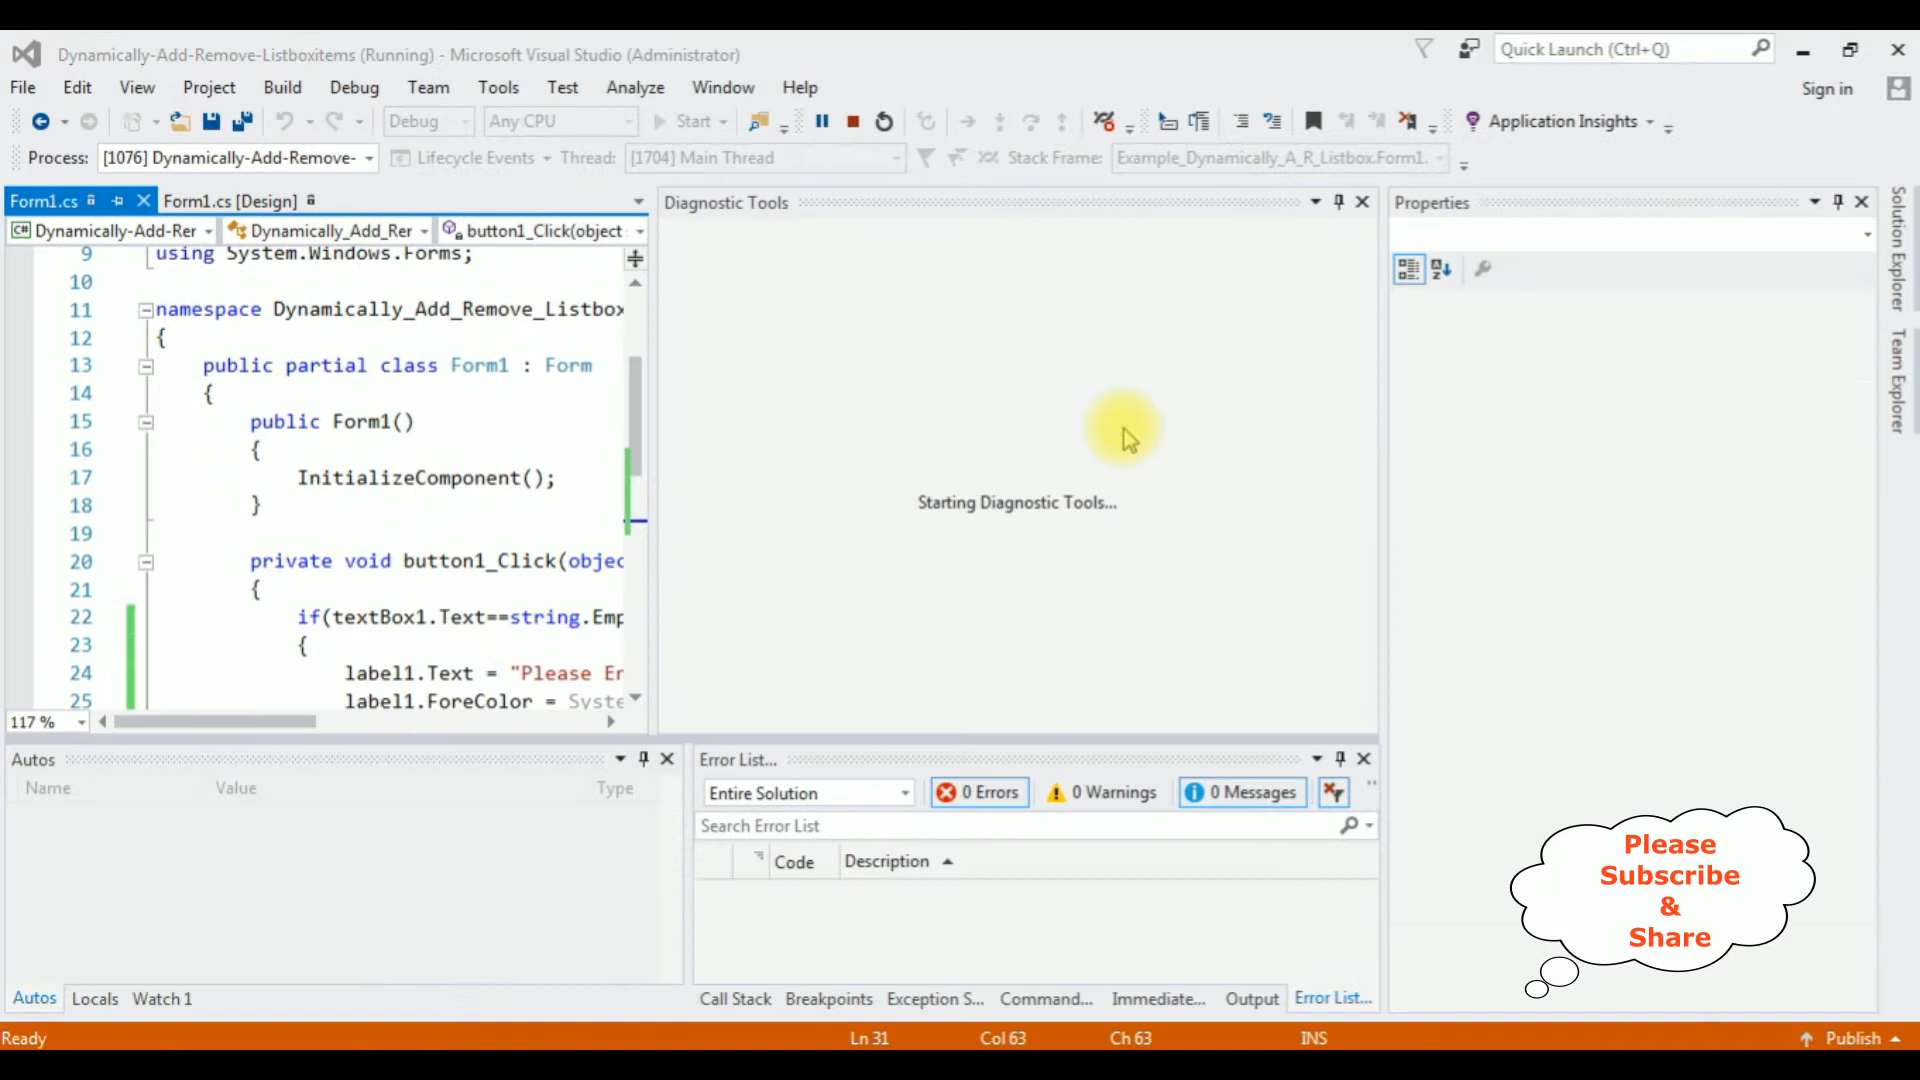 Dynamically-Add-Remove-Listboxitems (Running) - Microsoft Visual Studio (Administrator)
Quick Launch (Ctrl+Q)
File Edit View Project Build Debug Team Tools Test Analyze Window Help
Sign in
Debug Any CPU Start Application Insights
Process: [1076] Dynamically-Add-Remove- Lifecycle Events Thread: [1704] Main Thread Stack Frame: Example_Dynamically_A_R_Listbox.Form1.
Form1.cs Form1.cs [Design]
Diagnostic Tools
Properties
C# Dynamically-Add-Rer Dynamically_Add_Rer button1_Click(object
9 using System.Windows.Forms;
10
11 namespace Dynamically_Add_Remove_Listbox
12 {
13 public partial class Form1 : Form
14 {
15 public Form1()
16 {
17 InitializeComponent();
18 }
19
20 private void button1_Click(objec
21 {
22 if(textBox1.Text==string.Emp
23 {
24 label1.Text = "Please En
25 label1.ForeColor = Syste
117 %
Starting Diagnostic Tools...
Solution Explorer
Team Explorer
Autos
Name Value Type
Error List...
Entire Solution 0 Errors 0 Warnings 0 Messages
Search Error List
Code Description
Please
Subscribe
&
Share
Autos Locals Watch 1
Call Stack Breakpoints Exception S... Command... Immediate... Output Error List...
Ready Ln 31 Col 63 Ch 63 INS Publish